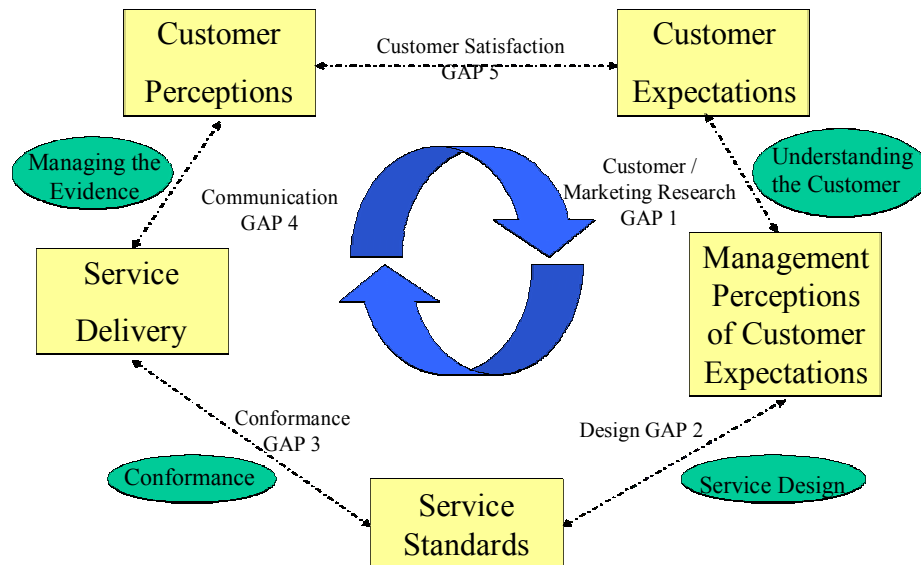 Customer
Perceptions
Customer Satisfaction
GAP 5
Customer
Expectations
Managing the
Evidence
Communication
GAP 4
Customer /
Marketing Research
GAP 1
Understanding
the Customer
Service
Delivery
Management
Perceptions
of Customer
Expectations
Conformance
GAP 3
Design GAP 2
Conformance
Service Design
Service
Standards